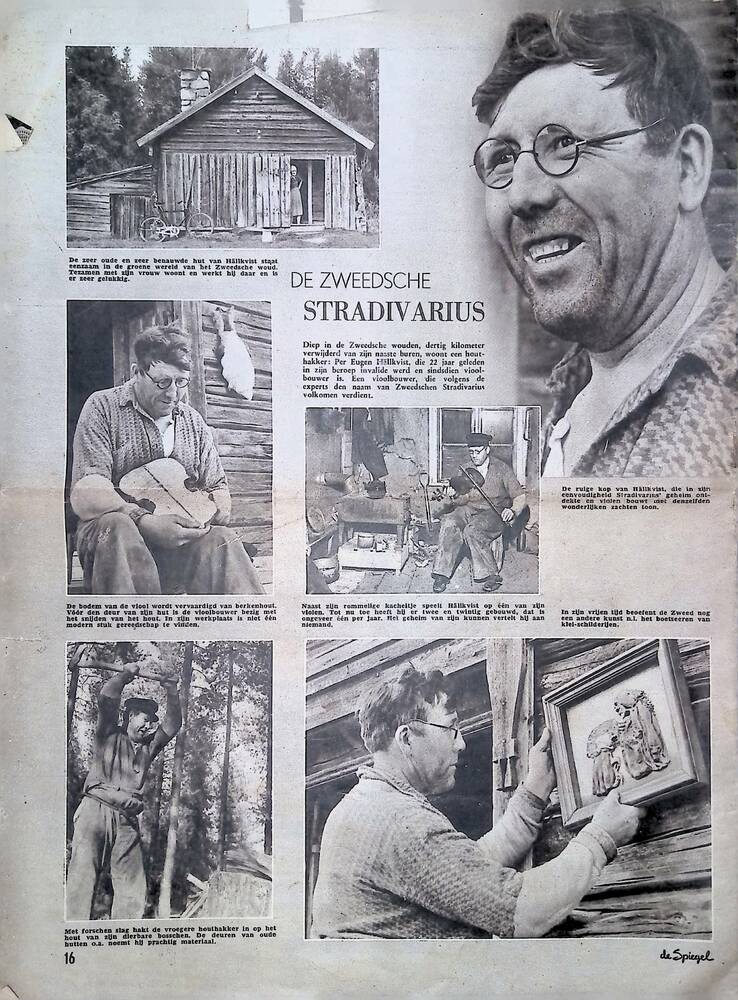 De zeer oude en zeer benauwde hut van Hällkvist staat
eenzaam in de groene wereld van het Zweedsche woud.
Tezamen met zijn vrouw woont en werkt hij daar en is
er zeer gelukkig.
DE ZWEEDSCHE
STRADIVARIUS
Diep in de Zweedsche wouden, dertig kilometer
verwijderd van zijn naaste buren, woont een hout-
hakker: Per Eugen Hällkvist, die 22 jaar geleden
in zijn beroep invalide werd en sindsdien viool-
bouwer is. Een vioolbouwer, die volgens de
experts den naam van Zweedschen Stradivarius
volkomen verdient.
De ruige kop van Hällkvist, die in zijn
eenvoudigheid Stradivarius' geheim ont-
dekte en violen bouwt met denzelfden
wonderlijken zachten toon.
De bodem van de viool wordt vervaardigd van berkenhout.
Vóór den deur van zijn hut is de vioolbouwer bezig met
het snijden van het hout. In zijn werkplaats is niet één
modern stuk gereedschap te vinden.
Naast zijn rommelige kacheltje speelt Hällkvist op één van zijn
violen. Tot nu toe heeft hij er twee en twintig gebouwd, dat is
ongeveer één per jaar. Het geheim van zijn kunnen vertelt hij aan
niemand.
In zijn vrijen tijd beoefent de Zweed nog
een andere kunst n.l. het boetseeren van
klei-schilderijen.
Met forschen slag hakt de vroegere houthakker in op het
hout van zijn dierbare bosschen. De deuren van oude
hutten o.a. noemt hij prachtig materiaal.
16
de Spiegel